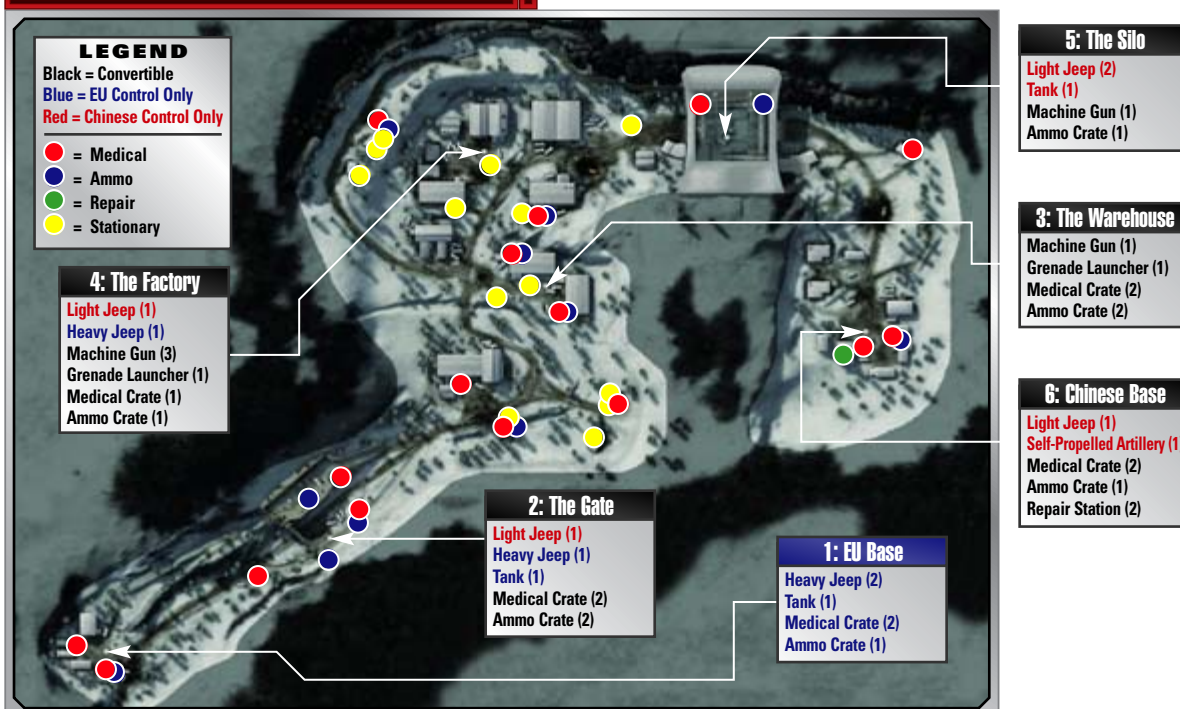 LEGEND
Black = Convertible
Blue = EU Control Only
Red = Chinese Control Only
= Medical
= Ammo
= Repair
= Stationary
4: The Factory
Light Jeep (1)
Heavy Jeep (1)
Machine Gun (3)
Grenade Launcher (1)
Medical Crate (1)
Ammo Crate (1)
2: The Gate
Light Jeep (1)
Heavy Jeep (1)
Tank (1)
Medical Crate (2)
Ammo Crate (2)
1: EU Base
Heavy Jeep (2)
Tank (1)
Medical Crate (2)
Ammo Crate (1)
5: The Silo
Light Jeep (2)
Tank (1)
Machine Gun (1)
Ammo Crate (1)
3: The Warehouse
Machine Gun (1)
Grenade Launcher (1)
Medical Crate (2)
Ammo Crate (2)
6: Chinese Base
Light Jeep (1)
Self-Propelled Artillery (1
Medical Crate (2)
Ammo Crate (1)
Repair Station (2)